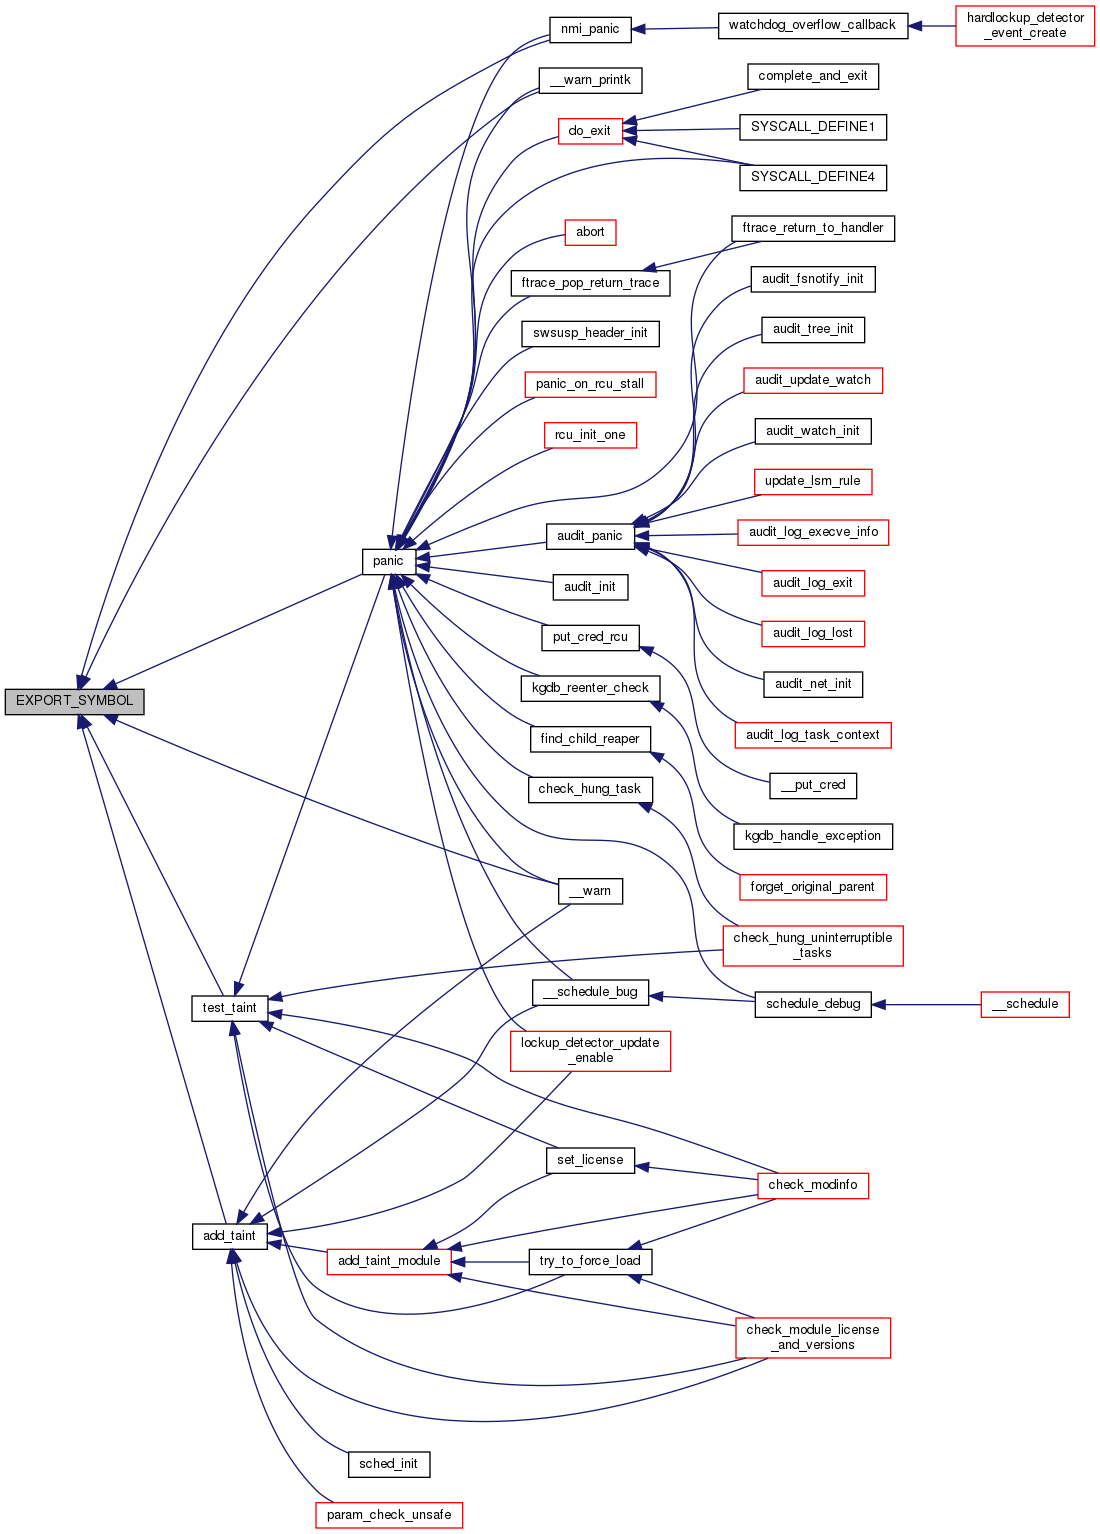 nmi_panic
watchdog_overflow_callback
hardlockup_detector
_event_create
__warn_printk
complete_and_exit
do_exit
SYSCALL_DEFINE1
SYSCALL_DEFINE4
abort
ftrace_return_to_handler
ftrace_pop_return_trace
audit_fsnotify_init
swsusp_header_init
audit_tree_init
panic_on_rcu_stall
audit_update_watch
rcu_init_one
audit_watch_init
update_lsm_rule
audit_panic
audit_log_execve_info
panic
audit_init
audit_log_exit
put_cred_rcu
audit_log_lost
kgdb_reenter_check
audit_net_init
EXPORT_SYMBOL
find_child_reaper
audit_log_task_context
check_hung_task
__put_cred
kgdb_handle_exception
__warn
forget_original_parent
check_hung_uninterruptible
_tasks
test_taint
__schedule_bug
schedule_debug
__schedule
lockup_detector_update
_enable
set_license
check_modinfo
add_taint
add_taint_module
try_to_force_load
check_module_license
_and_versions
sched_init
param_check_unsafe